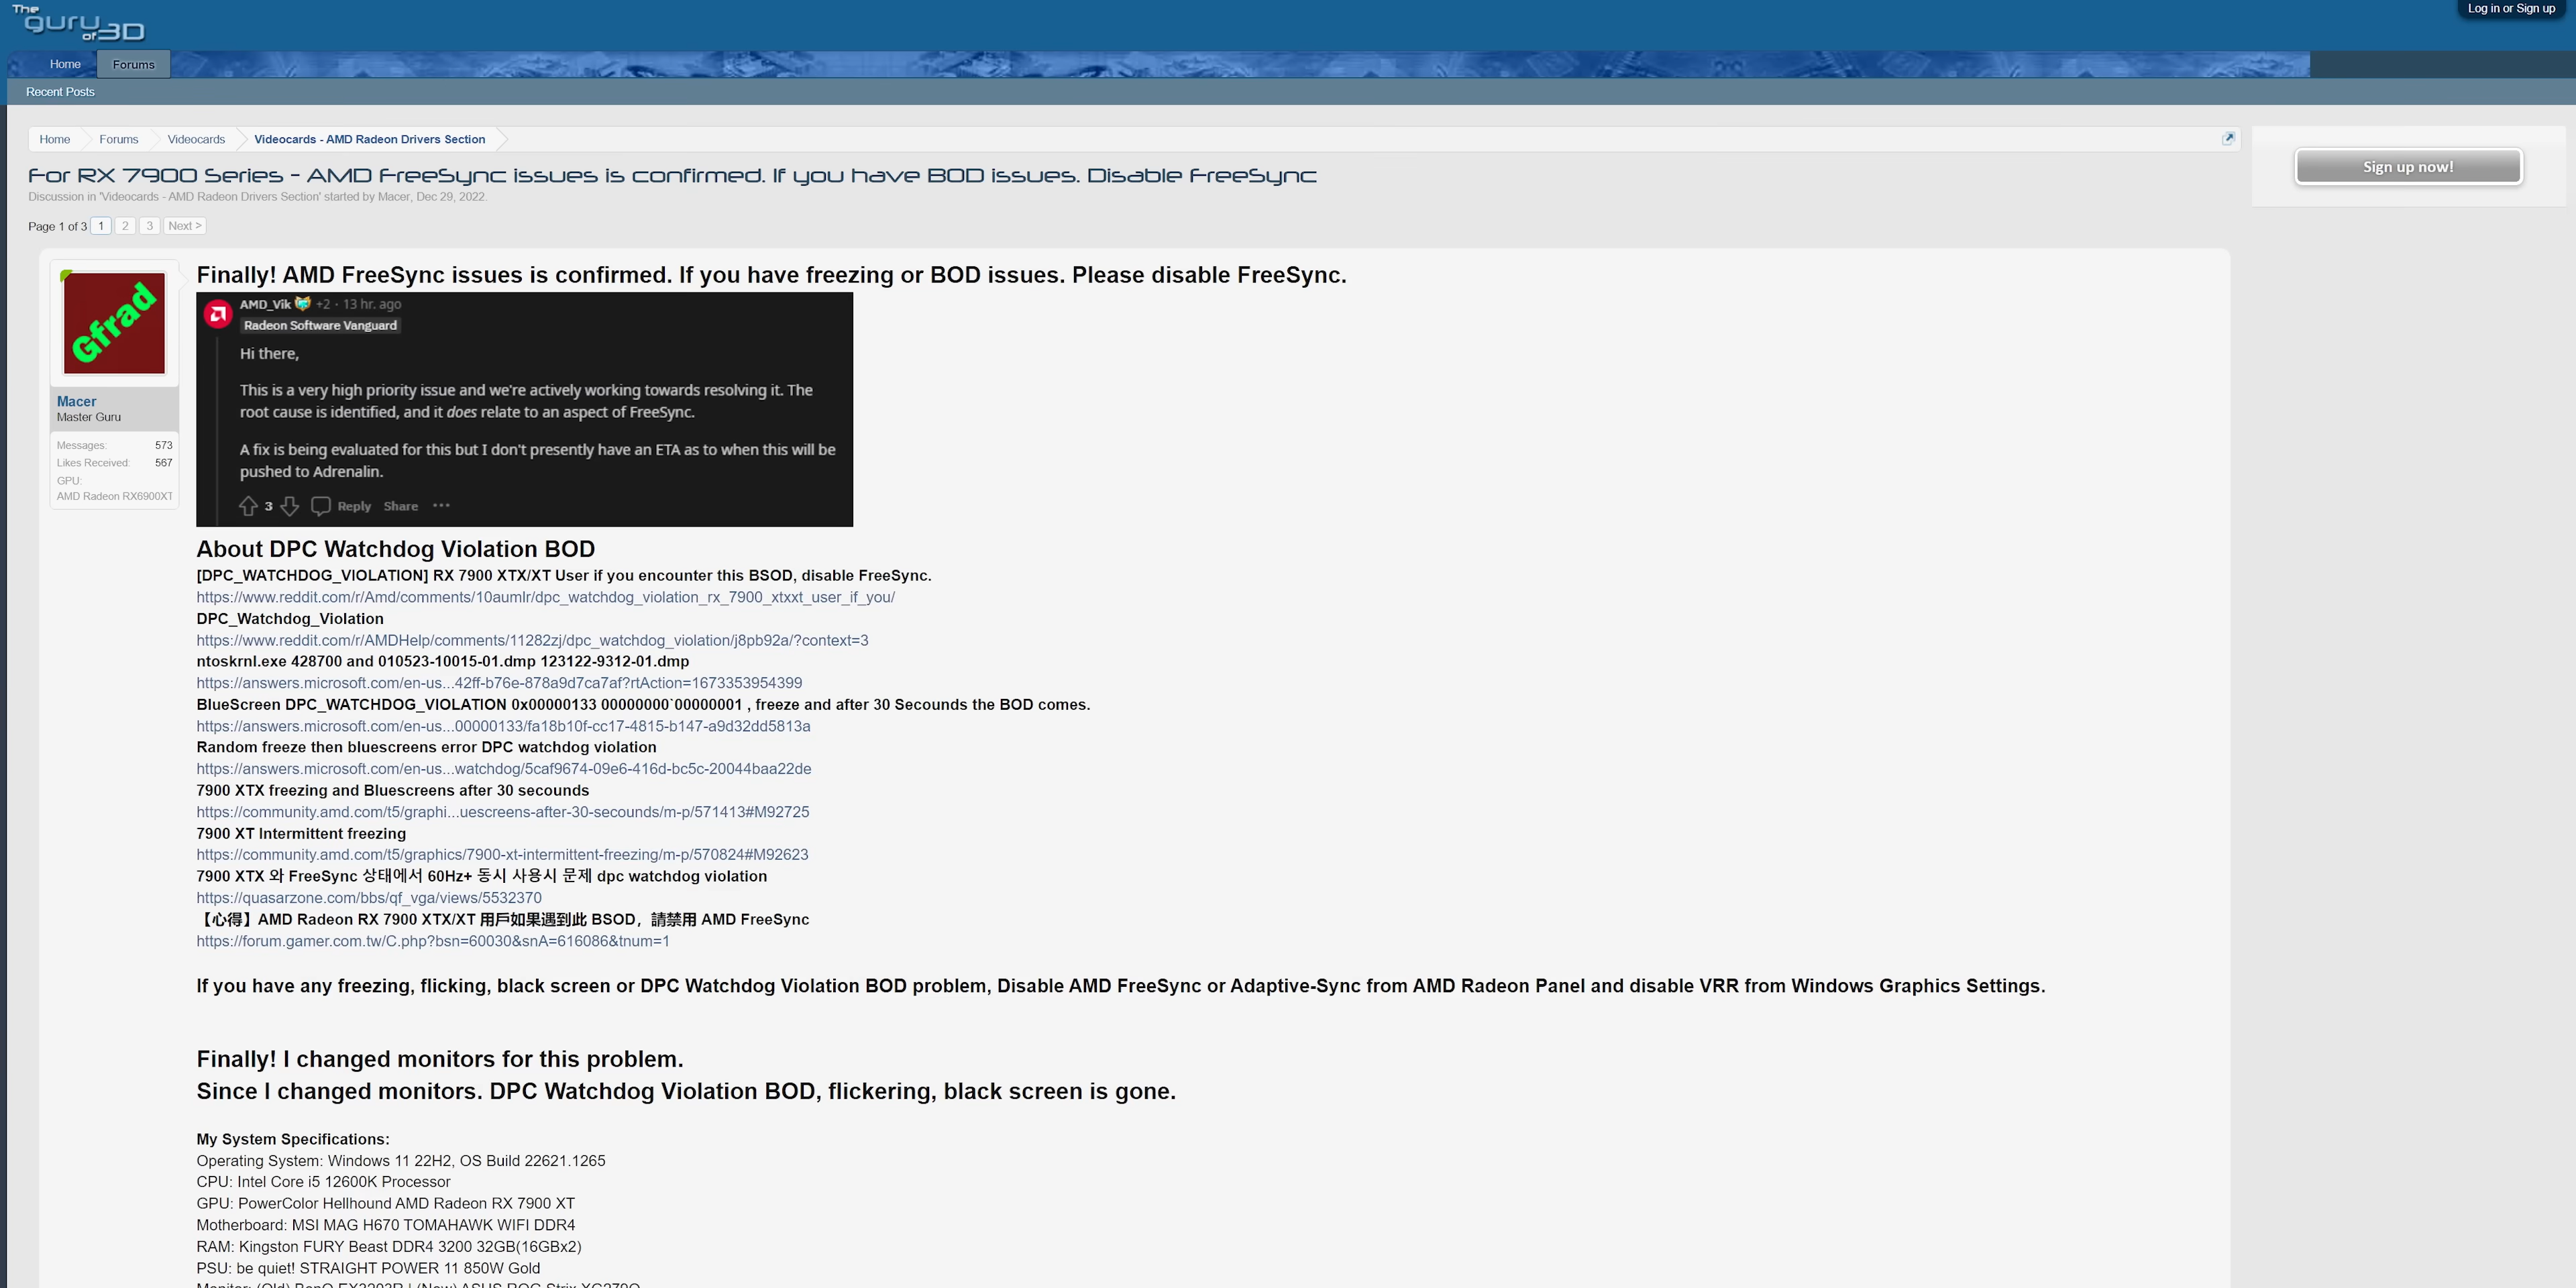 The
guru
of 3D
Log in or Sign up
Home Forums
Recent Posts
Home Forums Videocards Videocards - AMD Radeon Drivers Section
Sign up now!
For RX 7900 Series - AMD FreeSync issues is confirmed. If you have BOD issues. Disable FreeSync
Discussion in 'Videocards - AMD Radeon Drivers Section' started by Macer, Dec 29, 2022.
Page 1 of 3 1 2 3 Next >
Gfrad
Macer
Master Guru
Messages: 573
Likes Received: 567
GPU:
AMD Radeon RX6900XT
Finally! AMD FreeSync issues is confirmed. If you have freezing or BOD issues. Please disable FreeSync.
AMD_Vik +2 · 13 hr. ago
Radeon Software Vanguard
Hi there,
This is a very high priority issue and we're actively working towards resolving it. The
root cause is identified, and it does relate to an aspect of FreeSync.
A fix is being evaluated for this but I don't presently have an ETA as to when this will be
pushed to Adrenalin.
3 Reply Share ...
About DPC Watchdog Violation BOD
[DPC_WATCHDOG_VIOLATION] RX 7900 XTX/XT User if you encounter this BSOD, disable FreeSync.
https://www.reddit.com/r/Amd/comments/10aumlr/dpc_watchdog_violation_rx_7900_xtxxt_user_if_you/
DPC_Watchdog_Violation
https://www.reddit.com/r/AMDHelp/comments/11282zj/dpc_watchdog_violation/j8pb92a/?context=3
ntoskrnl.exe 428700 and 010523-10015-01.dmp 123122-9312-01.dmp
https://answers.microsoft.com/en-us...42ff-b76e-878a9d7ca7af?rtAction=1673353954399
BlueScreen DPC_WATCHDOG_VIOLATION 0x00000133 00000000`00000001 , freeze and after 30 Secounds the BOD comes.
https://answers.microsoft.com/en-us...00000133/fa18b10f-cc17-4815-b147-a9d32dd5813a
Random freeze then bluescreens error DPC watchdog violation
https://answers.microsoft.com/en-us...watchdog/5caf9674-09e6-416d-bc5c-20044baa22de
7900 XTX freezing and Bluescreens after 30 secounds
https://community.amd.com/t5/graphi...uescreens-after-30-secounds/m-p/571413#M92725
7900 XT Intermittent freezing
https://community.amd.com/t5/graphics/7900-xt-intermittent-freezing/m-p/570824#M92623
7900 XTX 와 FreeSync 상태에서 60Hz+ 동시 사용시 문제 dpc watchdog violation
https://quasarzone.com/bbs/qf_vga/views/5532370
【心得】AMD Radeon RX 7900 XTX/XT 用戶如果遇到此 BSOD，請禁用 AMD FreeSync
https://forum.gamer.com.tw/C.php?bsn=60030&snA=616086&tnum=1
If you have any freezing, flicking, black screen or DPC Watchdog Violation BOD problem, Disable AMD FreeSync or Adaptive-Sync from AMD Radeon Panel and disable VRR from Windows Graphics Settings.
Finally! I changed monitors for this problem.
Since I changed monitors. DPC Watchdog Violation BOD, flickering, black screen is gone.
My System Specifications:
Operating System: Windows 11 22H2, OS Build 22621.1265
CPU: Intel Core i5 12600K Processor
GPU: PowerColor Hellhound AMD Radeon RX 7900 XT
Motherboard: MSI MAG H670 TOMAHAWK WIFI DDR4
RAM: Kingston FURY Beast DDR4 3200 32GB(16GBx2)
PSU: be quiet! STRAIGHT POWER 11 850W Gold